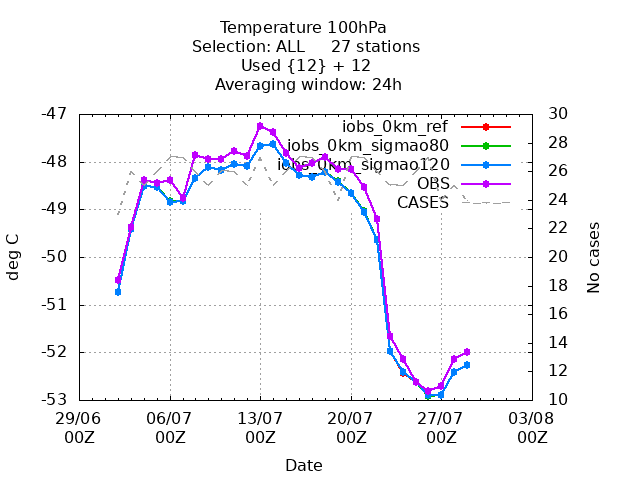 Temperature 100hPa
Selection: ALL 27 stations
Used {12} + 12
Averaging window: 24h
-47
-48
-49
-50
-51
-52
-53
deg C
30
28
26
24
22
20
18
16
14
12
10
No cases
iobs_0km_ref
iobs_0km_sigmao80
iobs_0km_sigmao120
OBS
CASES
29/06 06/07 13/07 20/07 27/07 03/08
00Z 00Z 00Z 00Z 00Z 00Z
Date